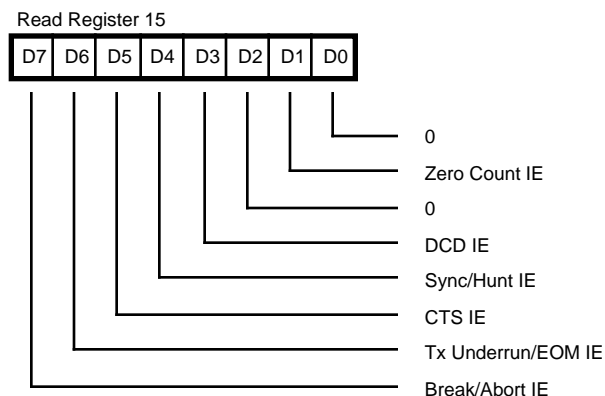 Read Register 15
D7 D6 D5 D4 D3 D2 D1 D0
0
Zero Count IE
0
DCD IE
Sync/Hunt IE
CTS IE
Tx Underrun/EOM IE
Break/Abort IE